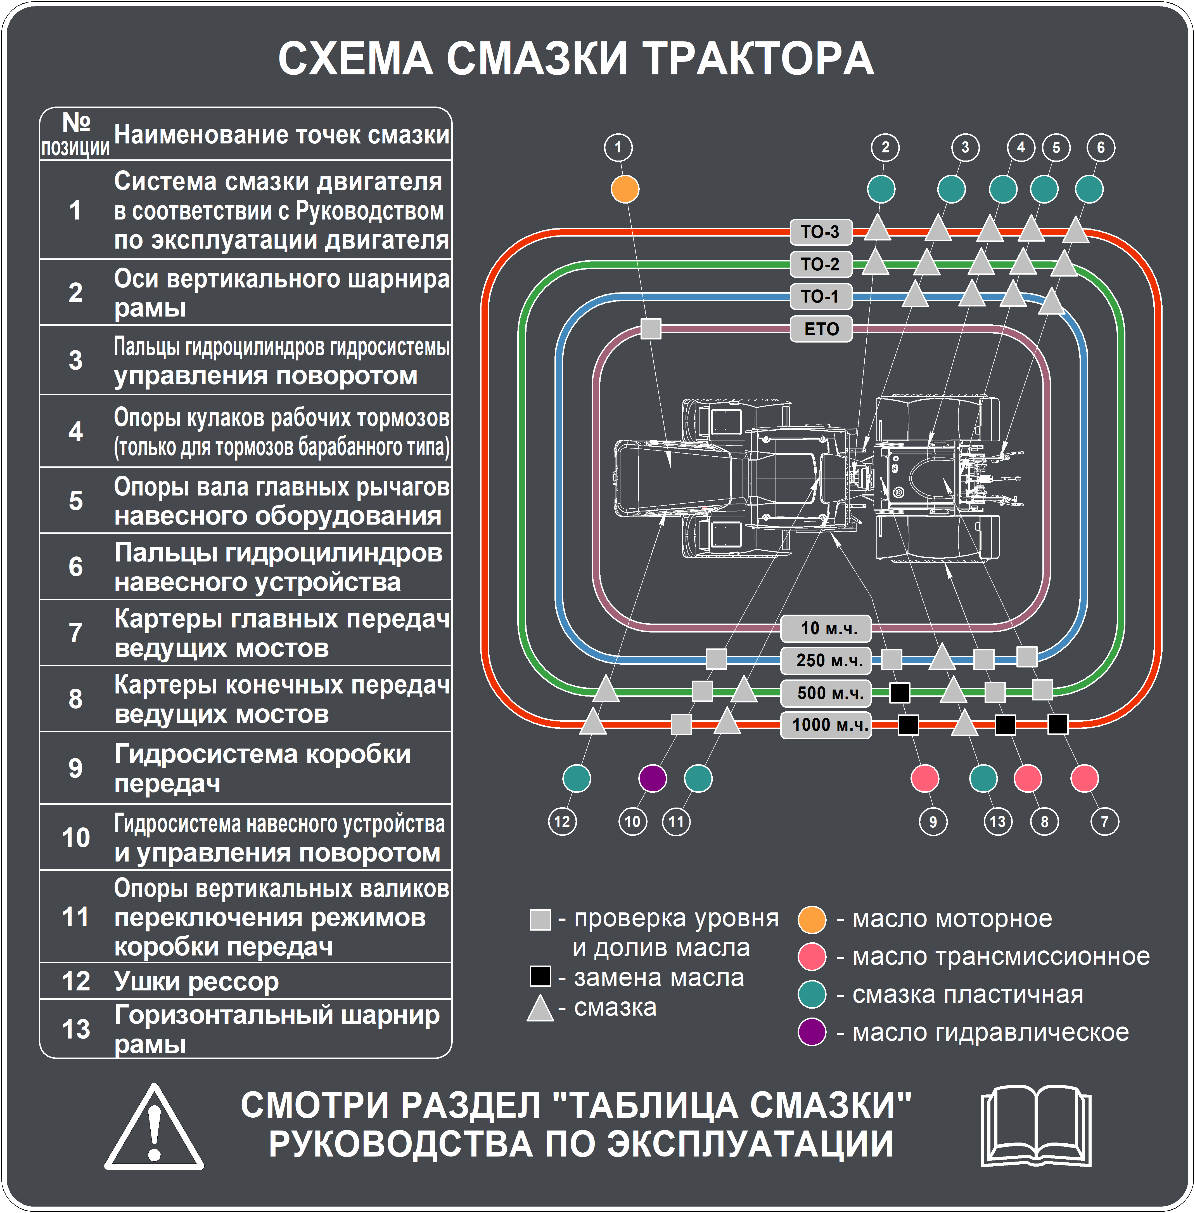 СХЕМА СМАЗКИ ТРАКТОРА
№
позиции
Наименование точек смазки
1
Система смазки двигателя
в соответствии с Руководством
по эксплуатации двигателя
2
Оси вертикального шарнира
рамы
3
Пальцы гидроцилиндров гидросистемы
управления поворотом
4
Опоры кулаков рабочих тормозов
(только для тормозов барабанного типа)
5
Опоры вала главных рычагов
навесного оборудования
6
Пальцы гидроцилиндров
навесного устройства
7
Картеры главных передач
ведущих мостов
8
Картеры конечных передач
ведущих мостов
9
Гидросистема коробки
передач
10
Гидросистема навесного устройства
и управления поворотом
11
Опоры вертикальных валиков
переключения режимов
коробки передач
12
Ушки рессор
13
Горизонтальный шарнир
рамы
1 2 3 4 5 6
ТО-3
ТО-2
ТО-1
ЕТО
10 м.ч.
250 м.ч.
500 м.ч.
1000 м.ч.
12 10 11 9 13 8 7
- проверка уровня
и долив масла
- замена масла
- смазка
- масло моторное
- масло трансмиссионное
- смазка пластичная
- масло гидравлическое
СМОТРИ РАЗДЕЛ "ТАБЛИЦА СМАЗКИ"
РУКОВОДСТВА ПО ЭКСПЛУАТАЦИИ